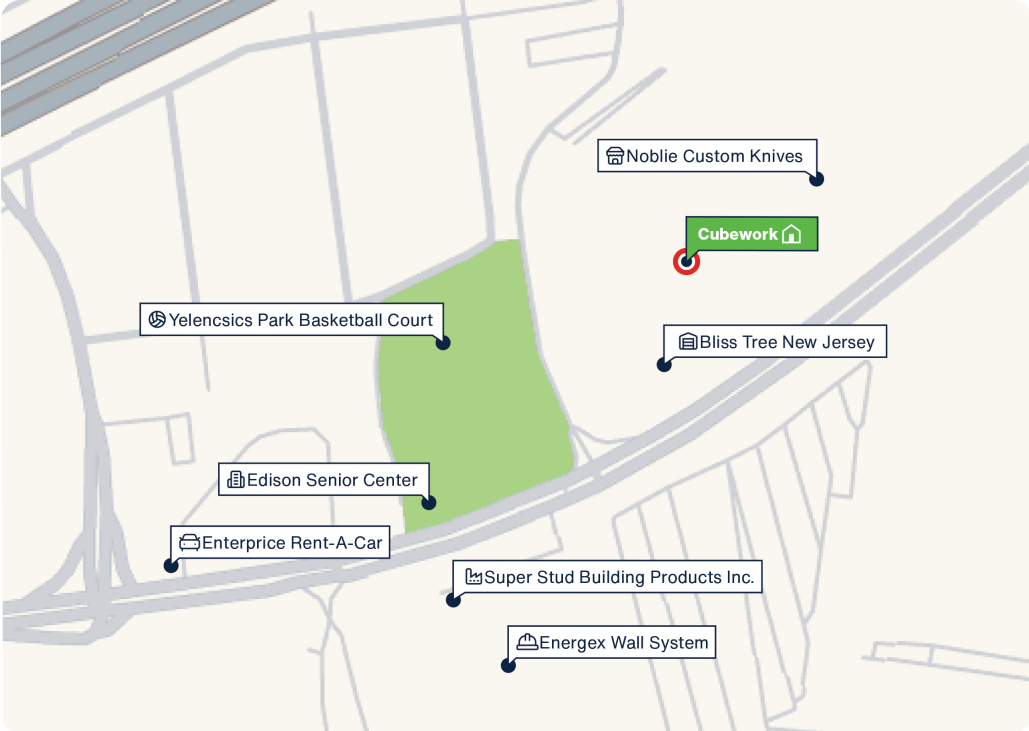 Noblie Custom Knives
Cubework
Yelencsics Park Basketball Court
Bliss Tree New Jersey
Edison Senior Center
Enterprice Rent-A-Car
Super Stud Building Products Inc.
Energex Wall System